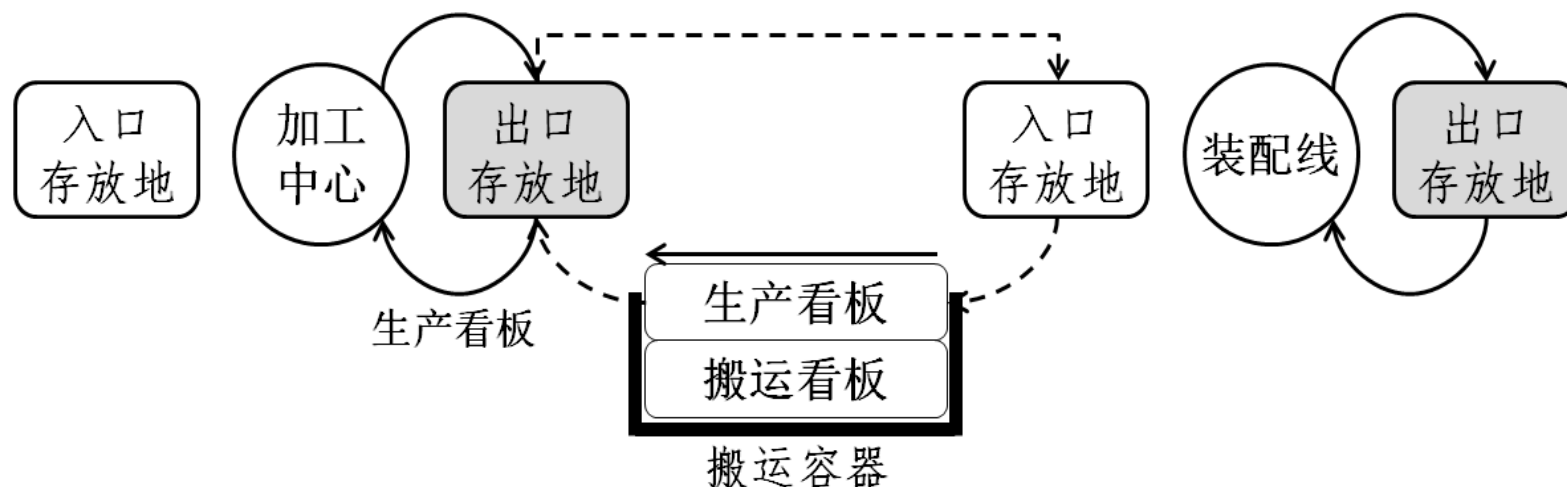 入口
存放地
加工
中心
出口
存放地
入口
存放地
装配线
出口
存放地
生产看板
生产看板
搬运看板
搬运容器